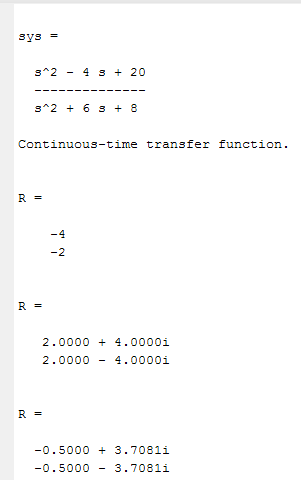 sys =
s^2 - 4 s + 20
--------------
s^2 + 6 s + 8
Continuous-time transfer function.
R =
-4
-2
R =
2.0000 + 4.0000i
2.0000 - 4.0000i
R =
-0.5000 + 3.7081i
-0.5000 - 3.7081i